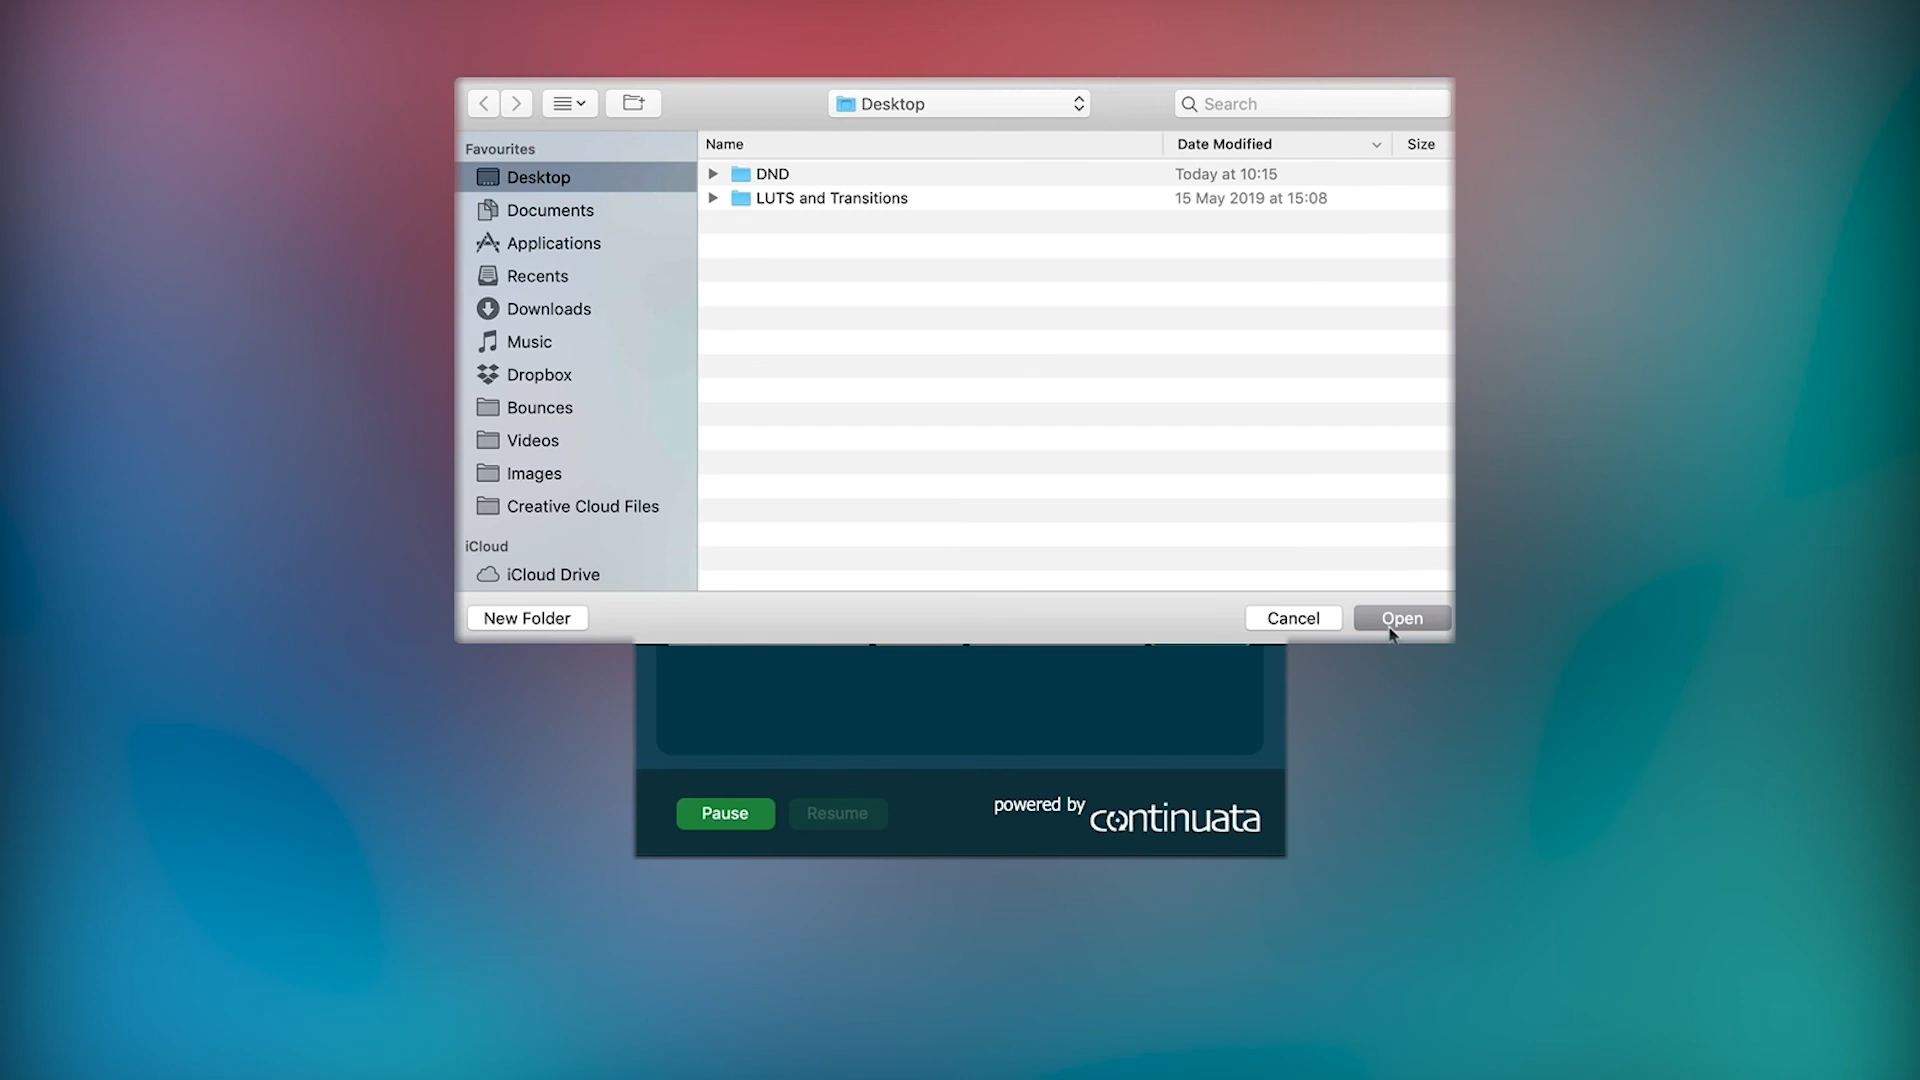 Desktop
Search
Favourites
Desktop
Documents
Applications
Recents
Downloads
Music
Dropbox
Bounces
Videos
Images
Creative Cloud Files
iCloud
iCloud Drive
Name Date Modified Size
DND Today at 10:15
LUTS and Transitions 15 May 2019 at 15:08
New Folder Cancel Open
Pause Resume powered by continuata